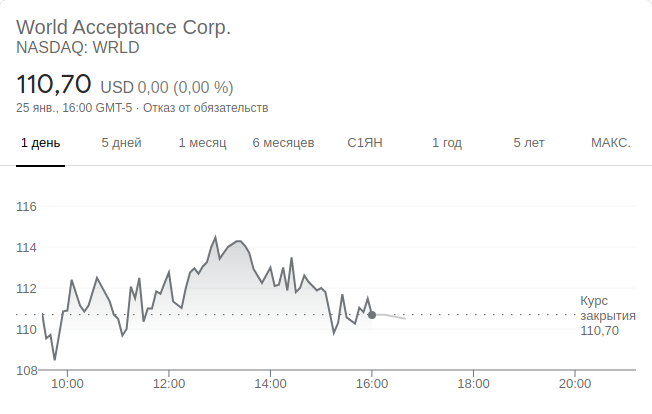 World Acceptance Corp.
NASDAQ: WRLD
110,70 USD 0,00 (0,00 %)
25 янв., 16:00 GMT-5 · Отказ от обязательств
1 день 5 дней 1 месяц 6 месяцев С1ЯН 1 год 5 лет МАКС.
116
114
112
110
108
Курс
закрытия
110,70
10:00 12:00 14:00 16:00 18:00 20:00